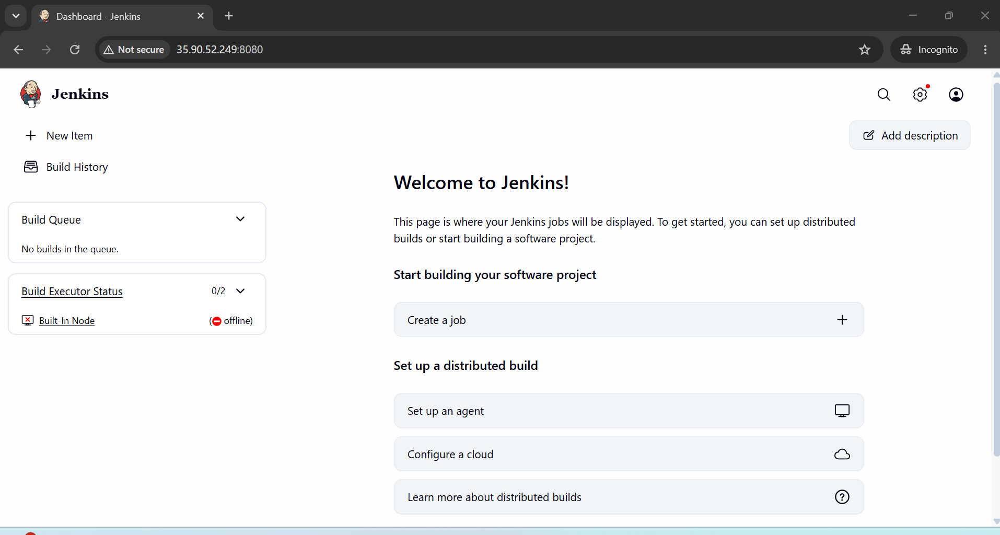 Dashboard - Jenkins
Not secure
35.90.52.249:8080
Incognito
Jenkins
New Item
Add description
Build History
Welcome to Jenkins!
Build Queue
This page is where your Jenkins jobs will be displayed. To get started, you can set up distributed
builds or start building a software project.
No builds in the queue.
Start building your software project
Build Executor Status
0/2
Built-In Node
(offline)
Create a job
Set up a distributed build
Set up an agent
Configure a cloud
Learn more about distributed builds